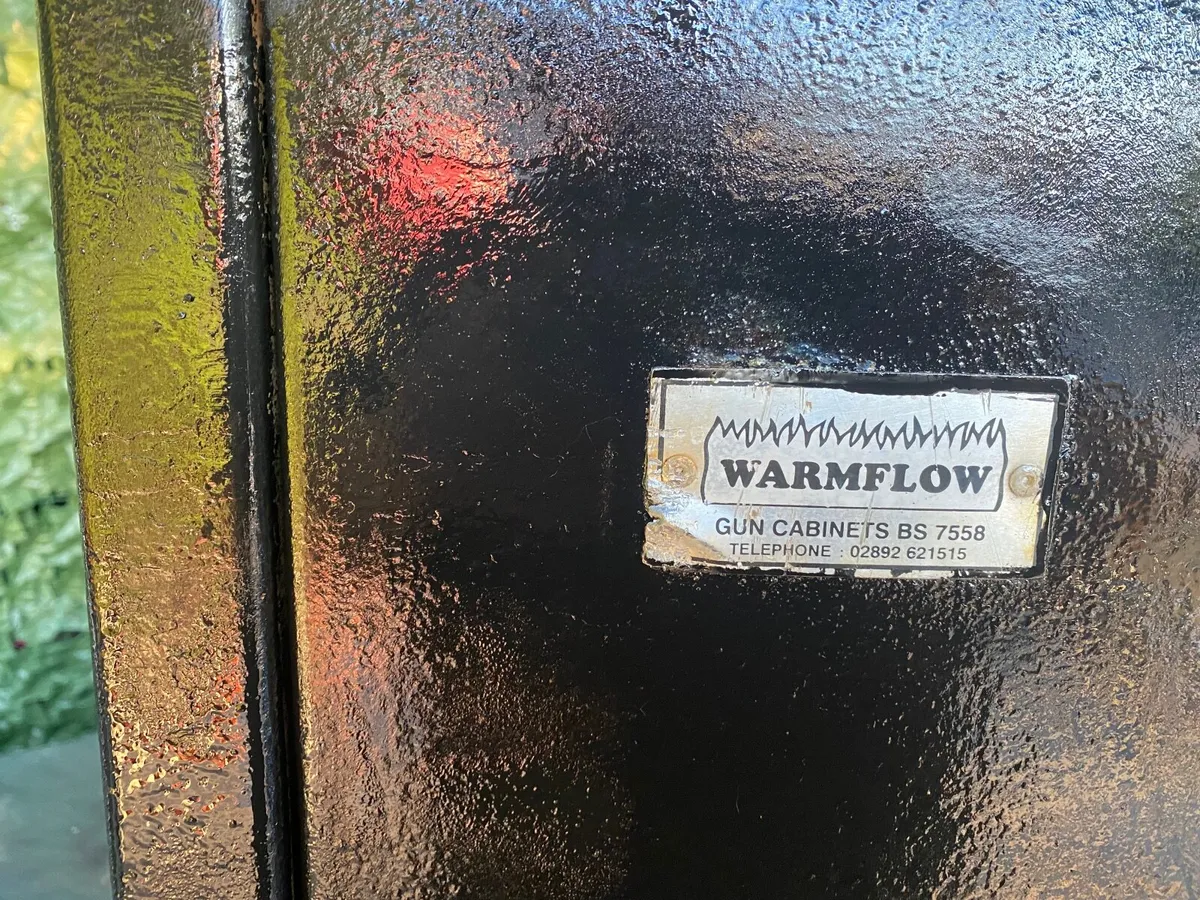 WARMFLOW
GUN CABINETS BS 7558
TELEPHONE : 02892 621515